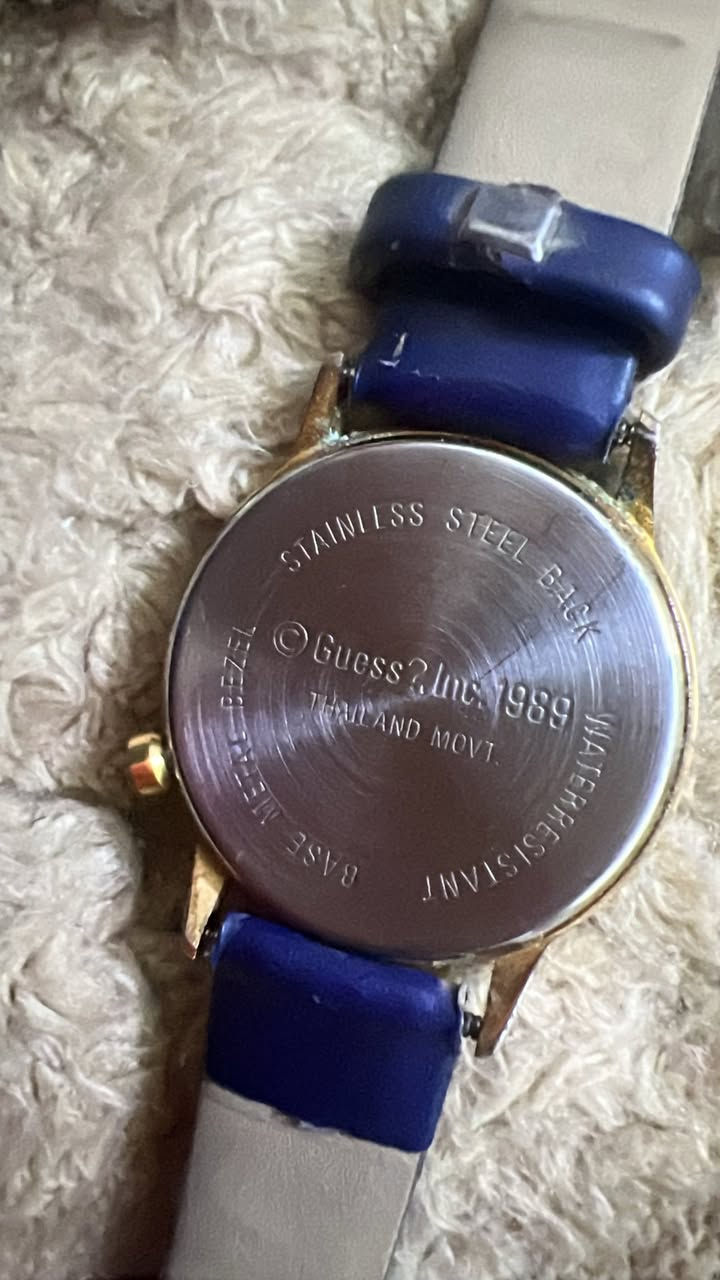 STAINLESS STEEL BACK
©Guess?,Inc. 1989
THAILAND MOVT.
WATERRESISTANT
BASE METAL BEZEL